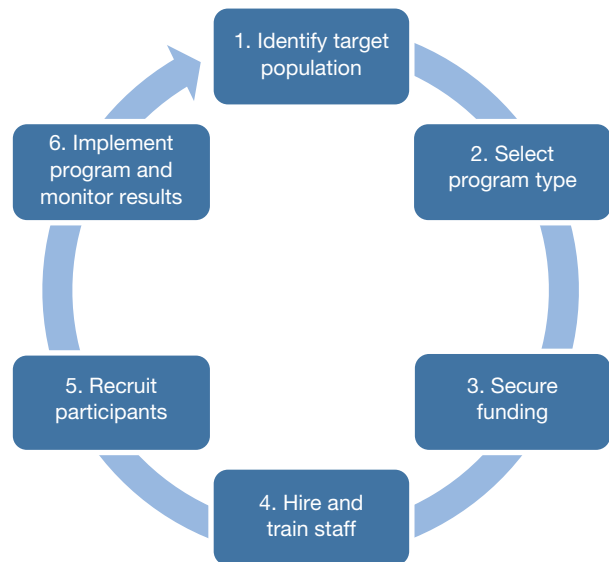 1. Identify target
population
2. Select
program type
3. Secure
funding
4. Hire and
train staff
5. Recruit
participants
6. Implement
program and
monitor results